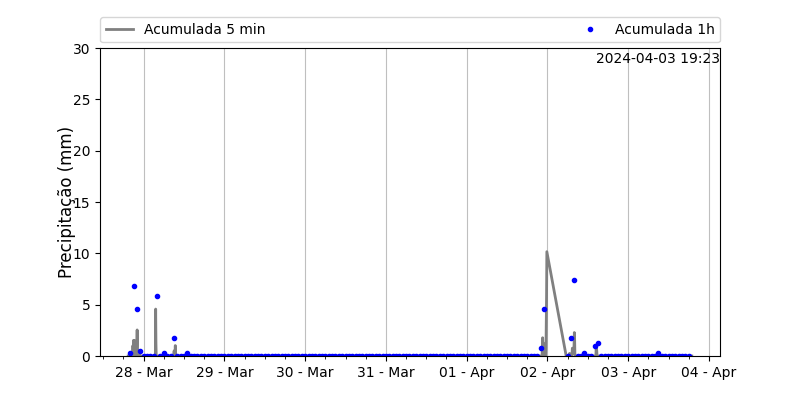 Acumulada 5 min
Acumulada 1h
2024-04-03 19:23
Precipitação (mm)
30
25
20
15
10
5
0
28 - Mar
29 - Mar
30 - Mar
31 - Mar
01 - Apr
02 - Apr
03 - Apr
04 - Apr